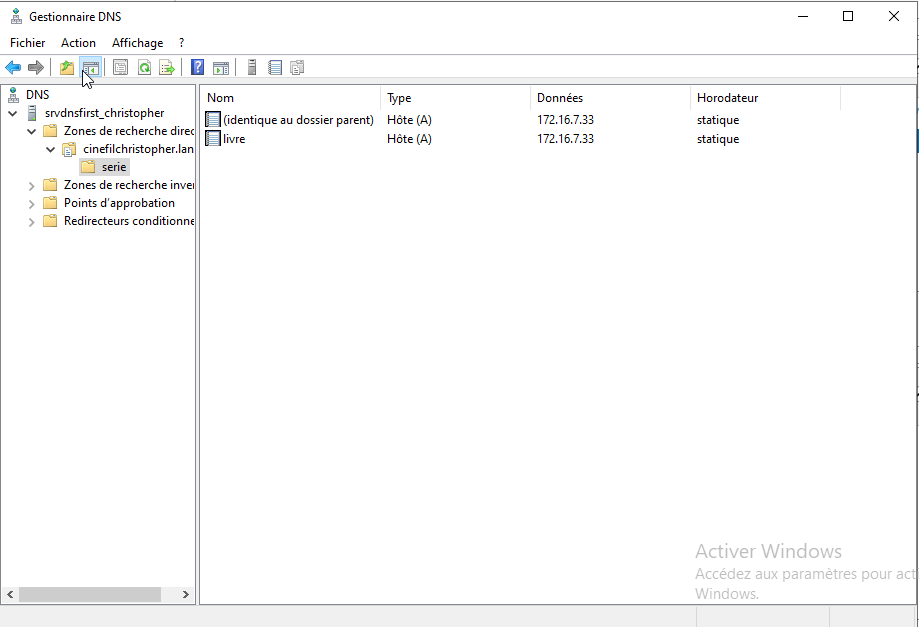 Gestionnaire DNS
Fichier Action Affichage ?
DNS
srvdnsfirst_christopher
Zones de recherche direc
cinefilchristopher.lan
serie
Zones de recherche inver
Points d'approbation
Redirecteurs conditionne
Nom Type Données Horodateur
(identique au dossier parent) Hôte (A) 172.16.7.33 statique
livre Hôte (A) 172.16.7.33 statique
Activer Windows
Accédez aux paramètres pour act
Windows.